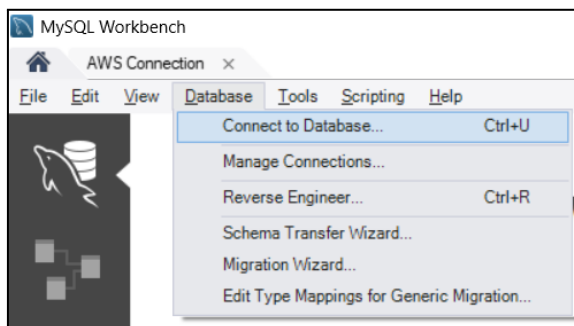 MySQL Workbench
AWS Connection ×
File Edit View Database Tools Scripting Help
Connect to Database... Ctrl+U
Manage Connections...
Reverse Engineer... Ctrl+R
Schema Transfer Wizard...
Migration Wizard...
Edit Type Mappings for Generic Migration...